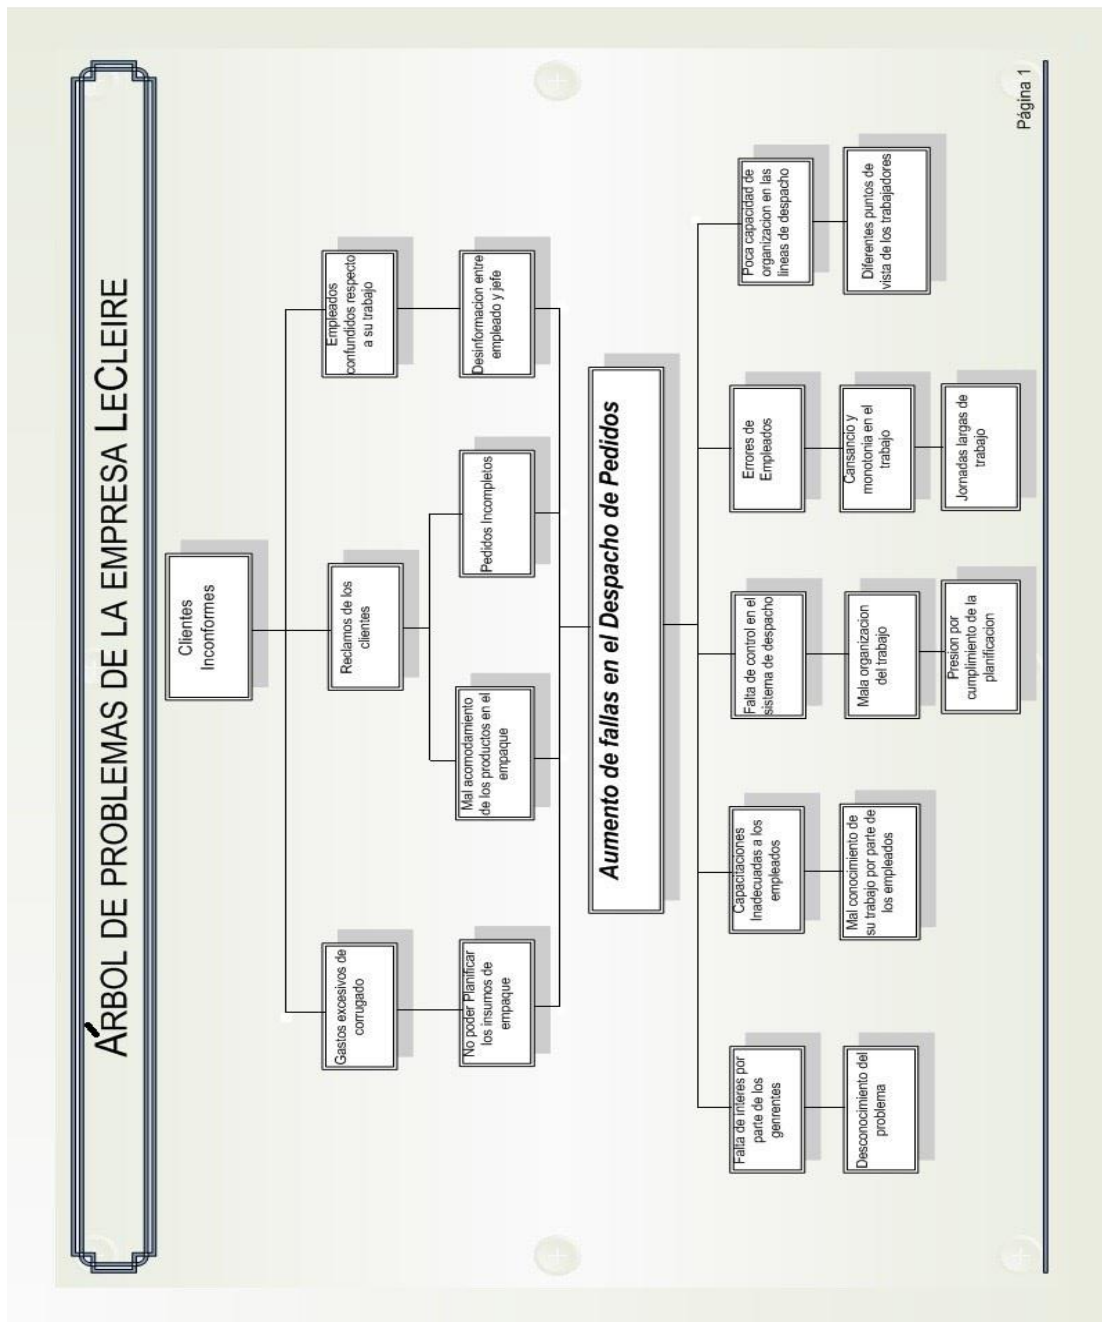 ÁRBOL DE PROBLEMAS DE LA EMPRESA LECLEIRE
Clientes
Inconformes
Gastos excesivos de
corrugado
Reclamos de los
clientes
Empleados
confundidos respecto
a su trabajo
No poder Planificar
los insumos de
empaque
Mal acomodamiento
de los productos en el
empaque
Pedidos Incompletos
Desinformacion entre
empleado y jefe
Aumento de fallas en el Despacho de Pedidos
Falta de interes por
parte de los
genrentes
Capacitaciones
Inadecuadas a los
empleados
Falta de control en el
sistema de despacho
Errores de
Empleados
Poca capacidad de
organizacion en las
lineas de despacho
Desconocimiento del
problema
Mal conocimiento de
su trabajo por parte de
los empleados
Mala organizacion
del trabajo
Cansancio y
monotonia en el
trabajo
Diferentes puntos de
vista de los trabajadores
Presion por
cumplimiento de la
planificacion
Jornadas largas de
trabajo
Página 1